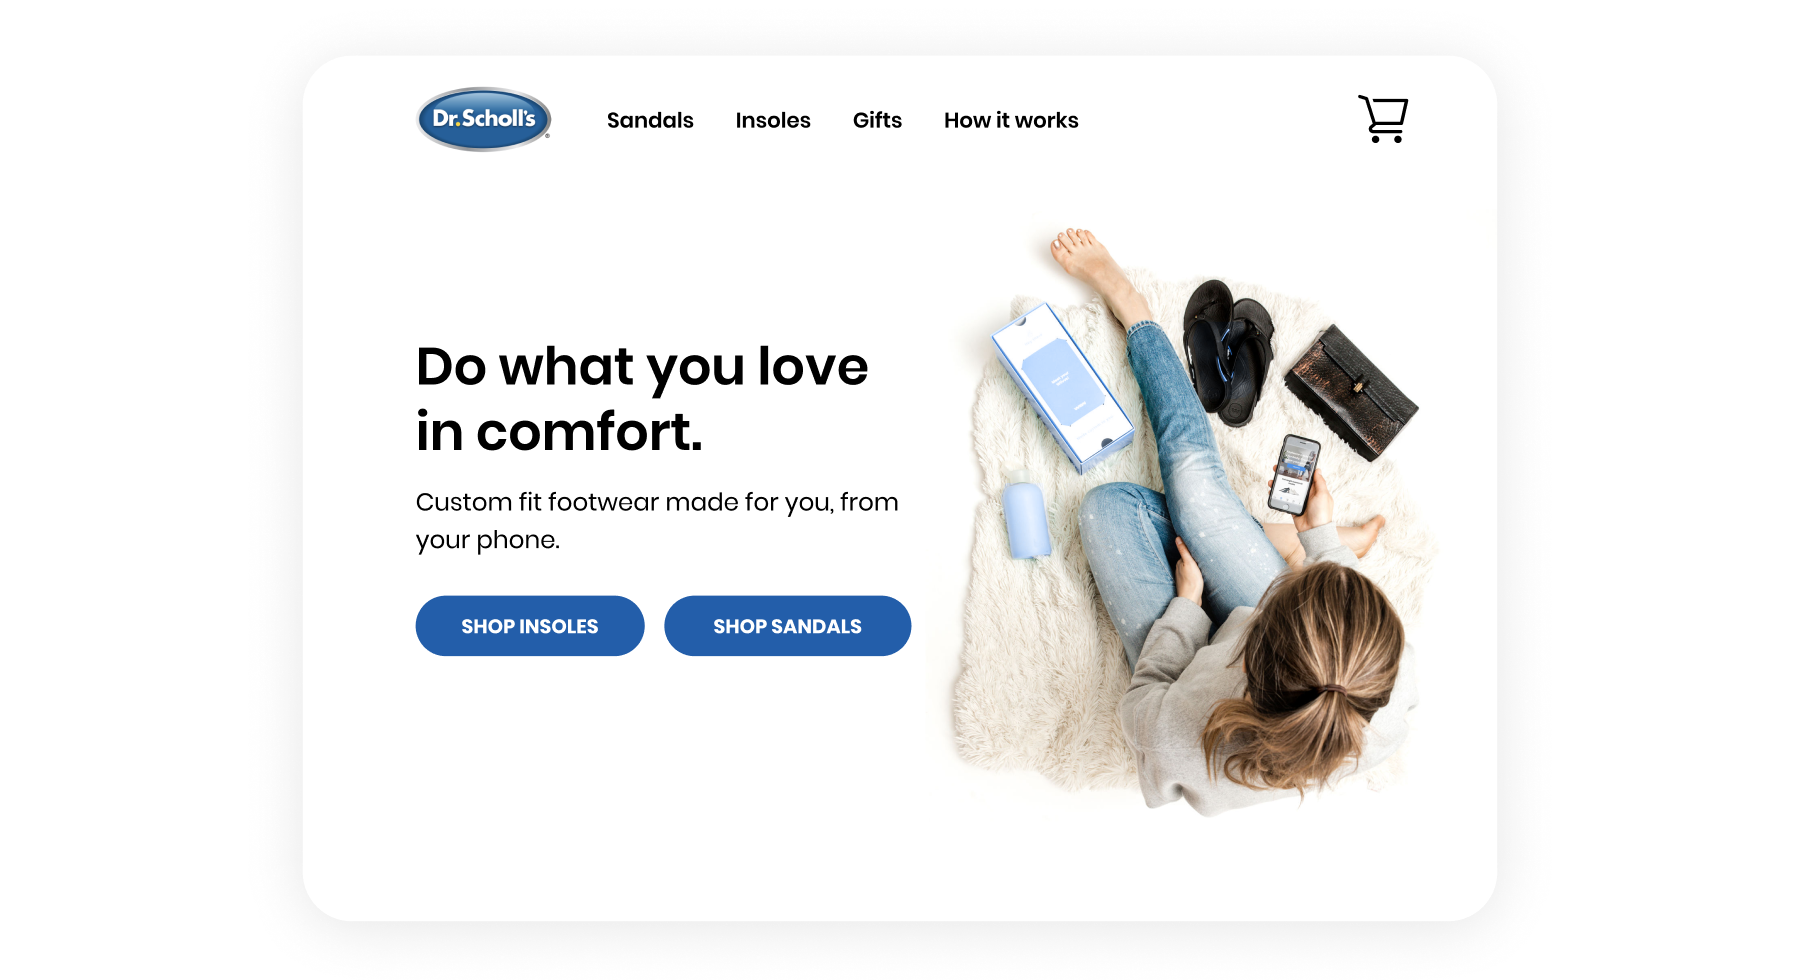 Dr.Scholl's
Sandals
Insoles
Gifts
How it works
Do what you love
in comfort.
Custom fit footwear made for you, from
your phone.
SHOP INSOLES
SHOP SANDALS